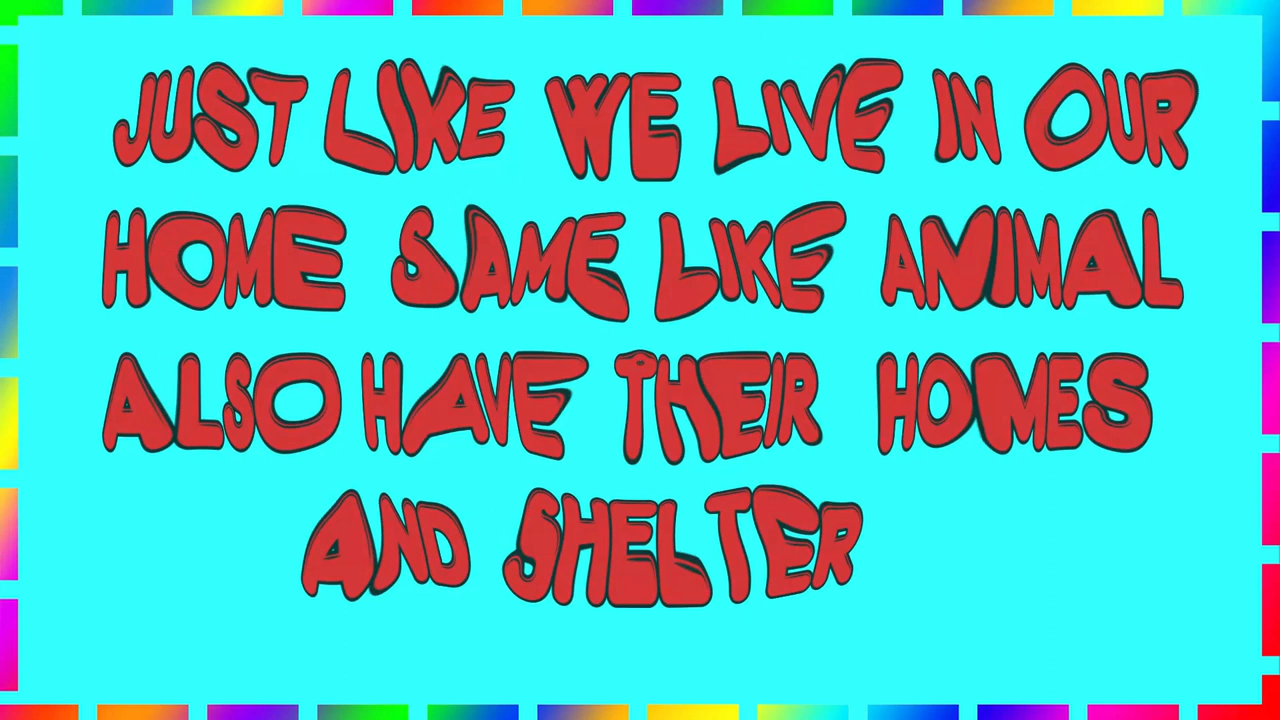 JUST LIKE WE LIVE IN OUR
HOME SAME LIKE ANIMAL
ALSO HAVE THEIR HOMES
AND SHELTER